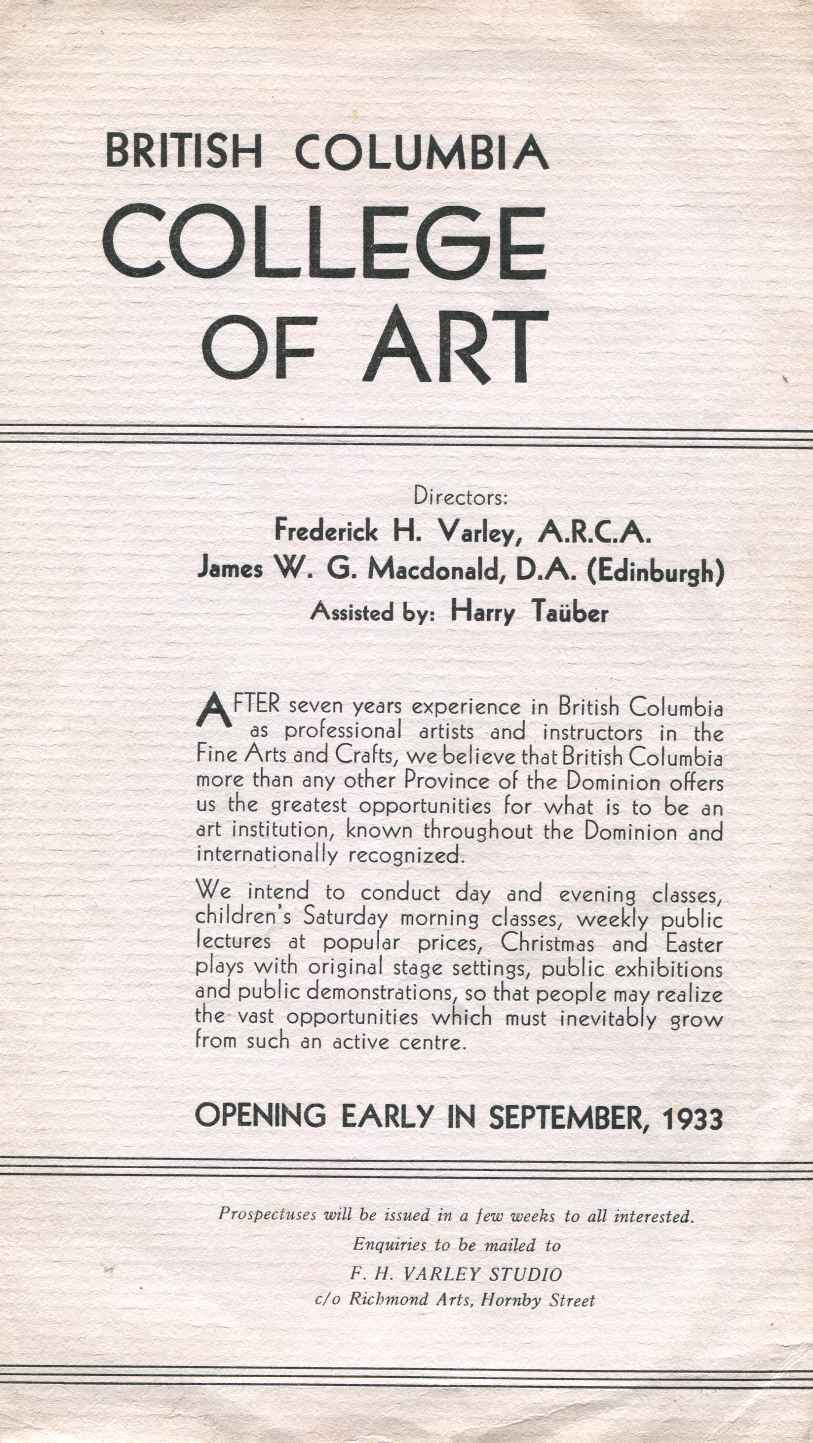 BRITISH COLUMBIA
COLLEGE
OF ART
Directors:
Frederick H. Varley, A.R.C.A.
James W. G. Macdonald, D.A. (Edinburgh)
Assisted by: Harry Taüber
AFTER seven years experience in British Columbia
as professional artists and instructors in the
Fine Arts and Crafts, we believe that British Columbia
more than any other Province of the Dominion offers
us the greatest opportunities for what is to be an
art institution, known throughout the Dominion and
internationally recognized.
We intend to conduct day and evening classes,
children's Saturday morning classes, weekly public
lectures at popular prices, Christmas and Easter
plays with original stage settings, public exhibitions
and public demonstrations, so that people may realize
the vast opportunities which must inevitably grow
from such an active centre.
OPENING EARLY IN SEPTEMBER, 1933
Prospectuses will be issued in a few weeks to all interested.
Enquiries to be mailed to
F. H. VARLEY STUDIO
c/o Richmond Arts, Hornby Street